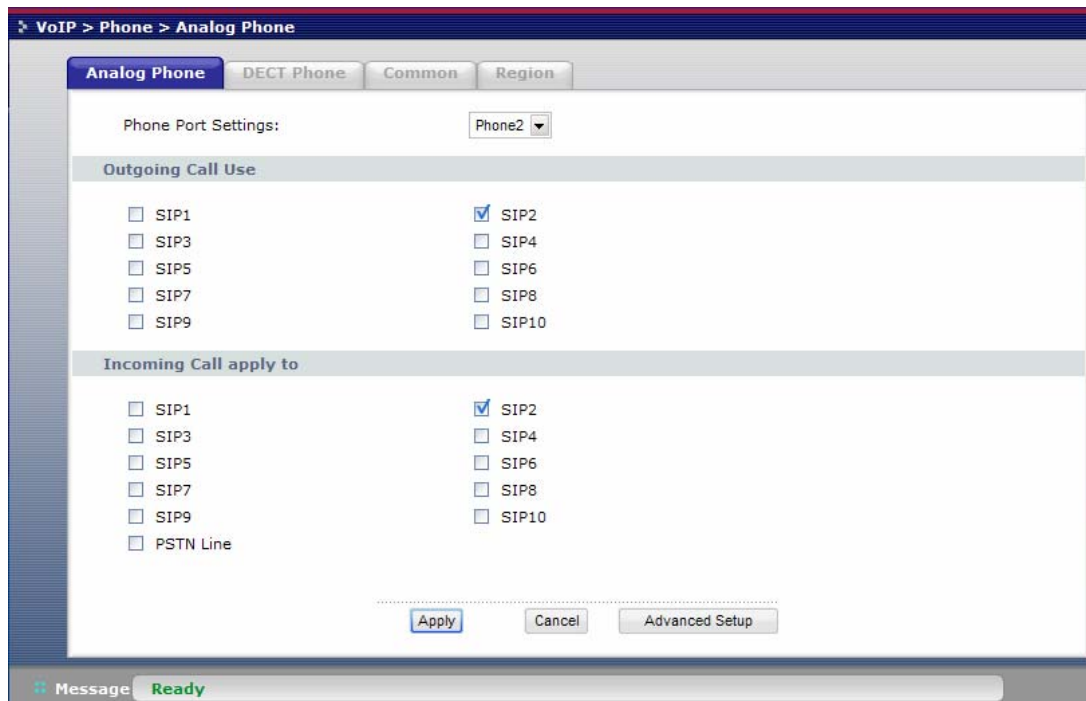 VoIP > Phone > Analog Phone
Analog Phone DECT Phone Common Region
Phone Port Settings: Phone2
Outgoing Call Use
SIP1 SIP2
SIP3 SIP4
SIP5 SIP6
SIP7 SIP8
SIP9 SIP10
Incoming Call apply to
SIP1 SIP2
SIP3 SIP4
SIP5 SIP6
SIP7 SIP8
SIP9 SIP10
PSTN Line
Apply Cancel Advanced Setup
Message Ready